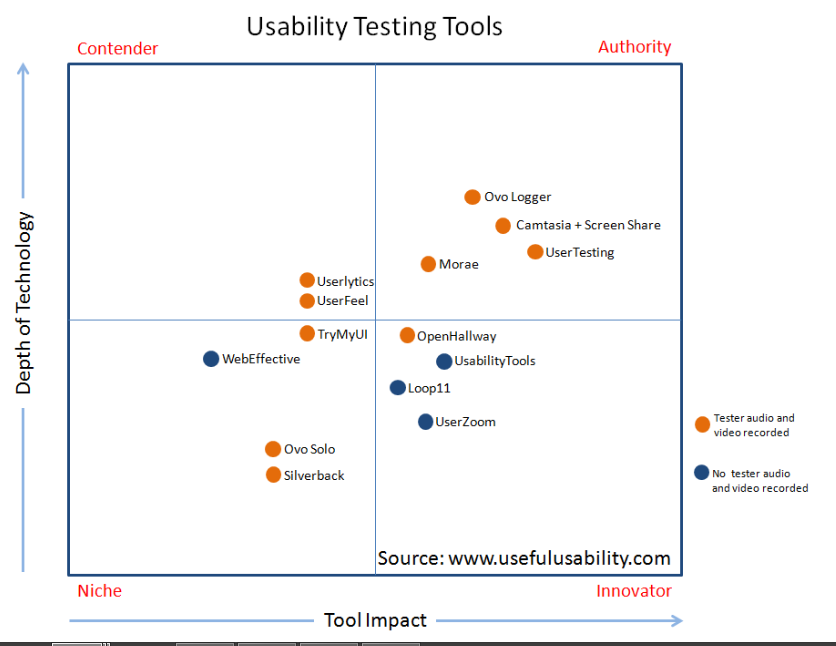 Usability Testing Tools
Contender
Authority
Ovo Logger
Camtasia + Screen Share
UserTesting
Morae
Userlytics
UserFeel
TryMyUI
OpenHallway
WebEffective
UsabilityTools
Loop11
UserZoom
Ovo Solo
Silverback
Depth of Technology
Tester audio and
video recorded
No tester audio
and video recorded
Source: www.usefulusability.com
Niche
Innovator
Tool Impact